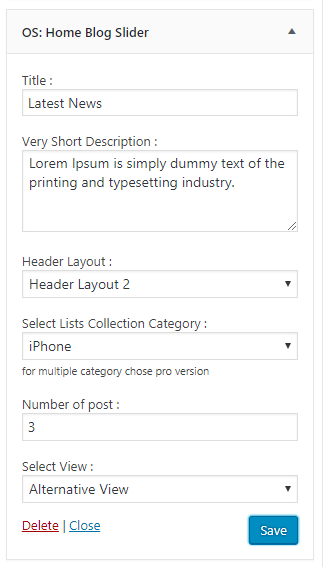 OS: Home Blog Slider
Title :
Latest News
Very Short Description :
Lorem Ipsum is simply dummy text of the
printing and typesetting industry.
Header Layout :
Header Layout 2
Select Lists Collection Category :
iPhone
for multiple category chose pro version
Number of post :
3
Select View :
Alternative View
Delete | Close
Save